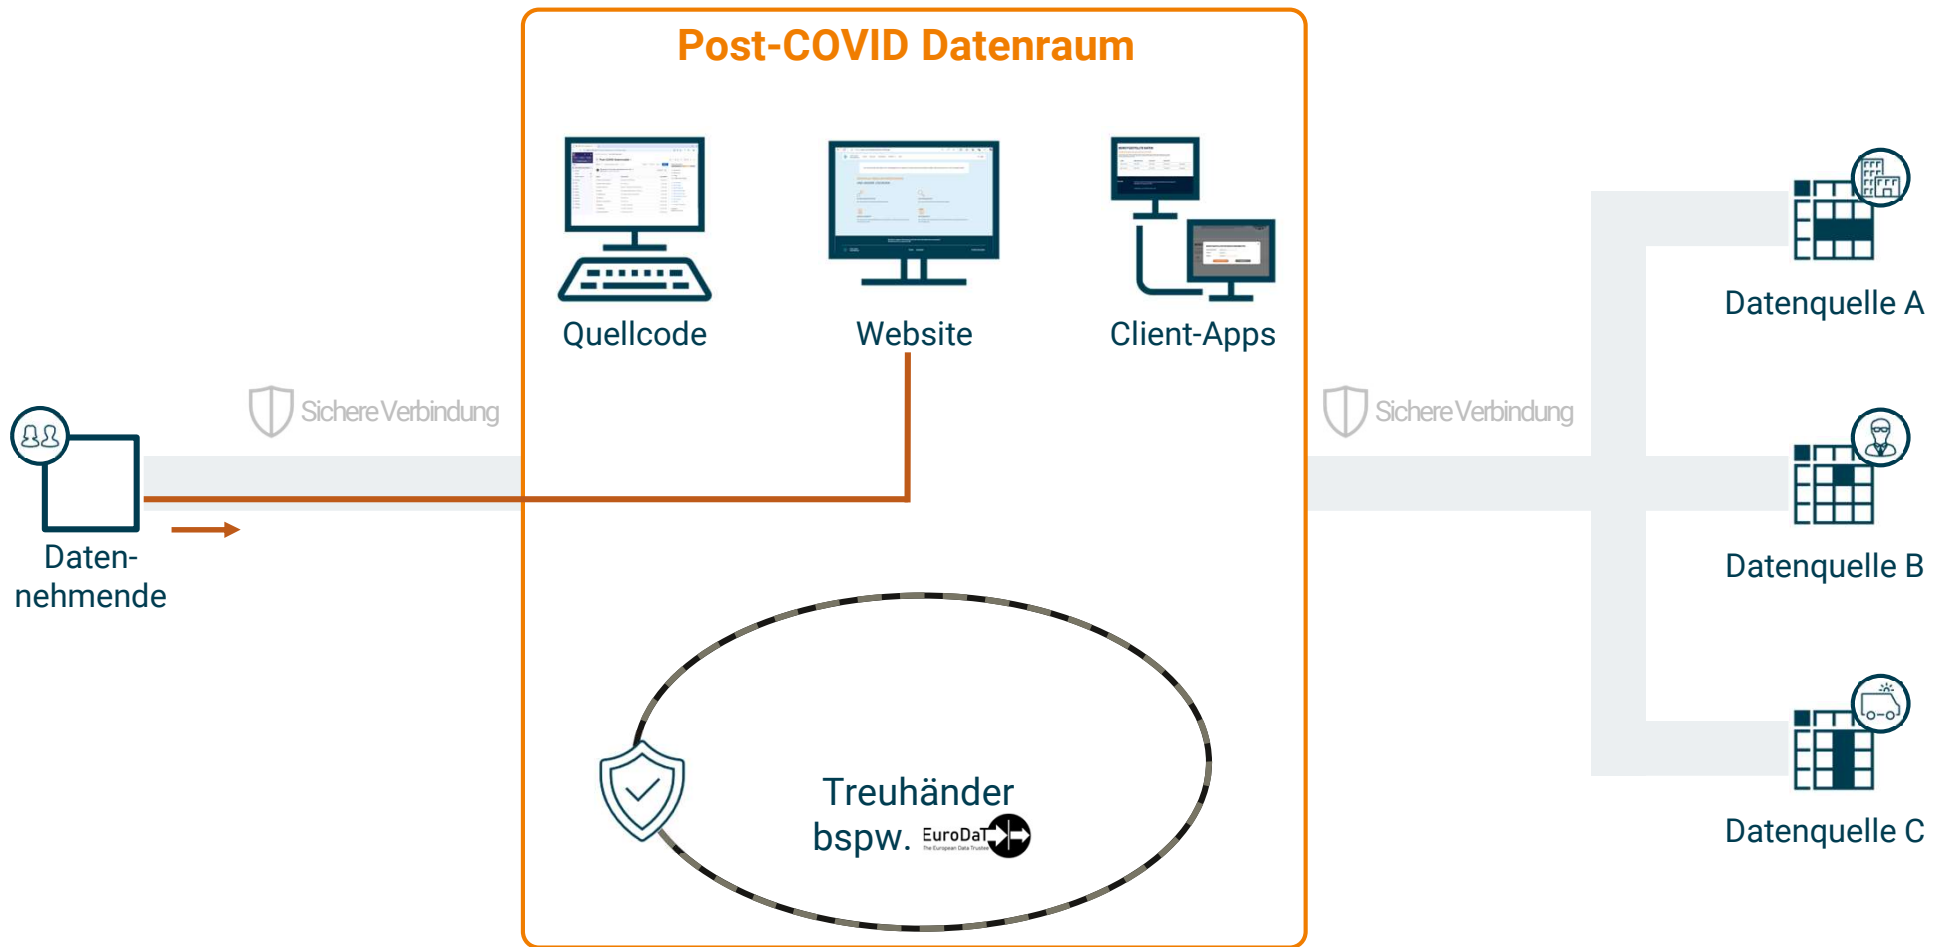 Post-COVID Datenraum
Quellcode
Website
Client-Apps
Sichere Verbindung
Sichere Verbindung
Daten-
nehmende
Datenquelle A
Datenquelle B
Datenquelle C
Treuhänder
bspw. EuroDaT
The European Data Trustee